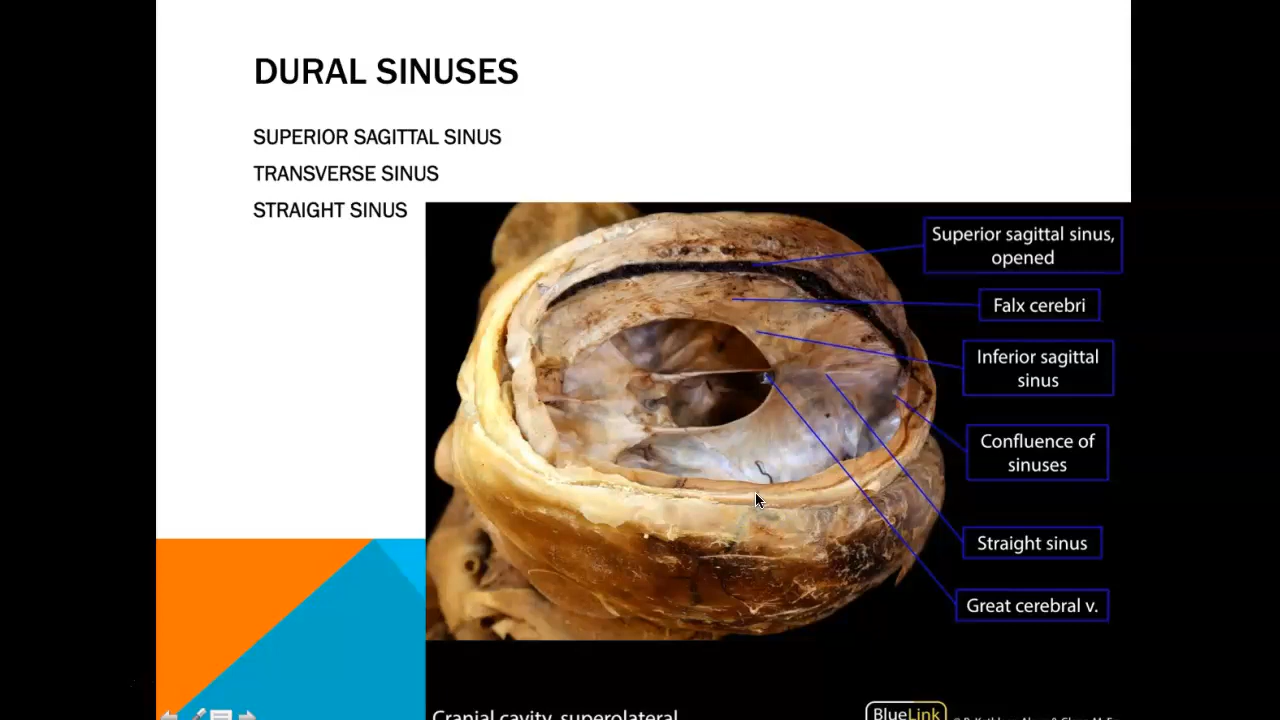 DURAL SINUSES
SUPERIOR SAGITTAL SINUS
TRANSVERSE SINUS
STRAIGHT SINUS
Superior sagittal sinus,
opened
Falx cerebri
Inferior sagittal
sinus
Confluence of
sinuses
Straight sinus
Great cerebral v.
Cranial cavity, superolateral
BlueLink